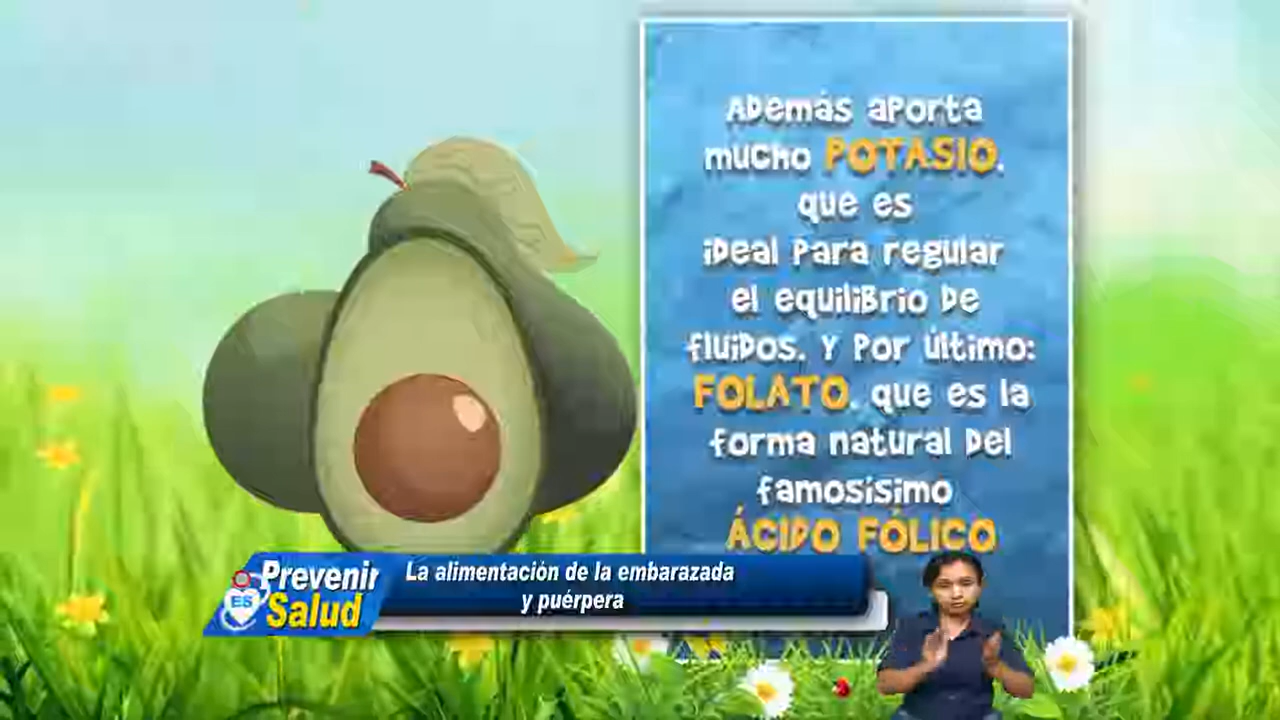 Además aporta
mucho POTASIO,
que es
ideal para regular
el equilibrio de
fluidos. Y por último:
FOLATO, que es la
forma natural del
famosísimo
ÁCIDO FÓLICO
Prevenir
ES
Salud
La alimentación de la embarazada
y puérpera